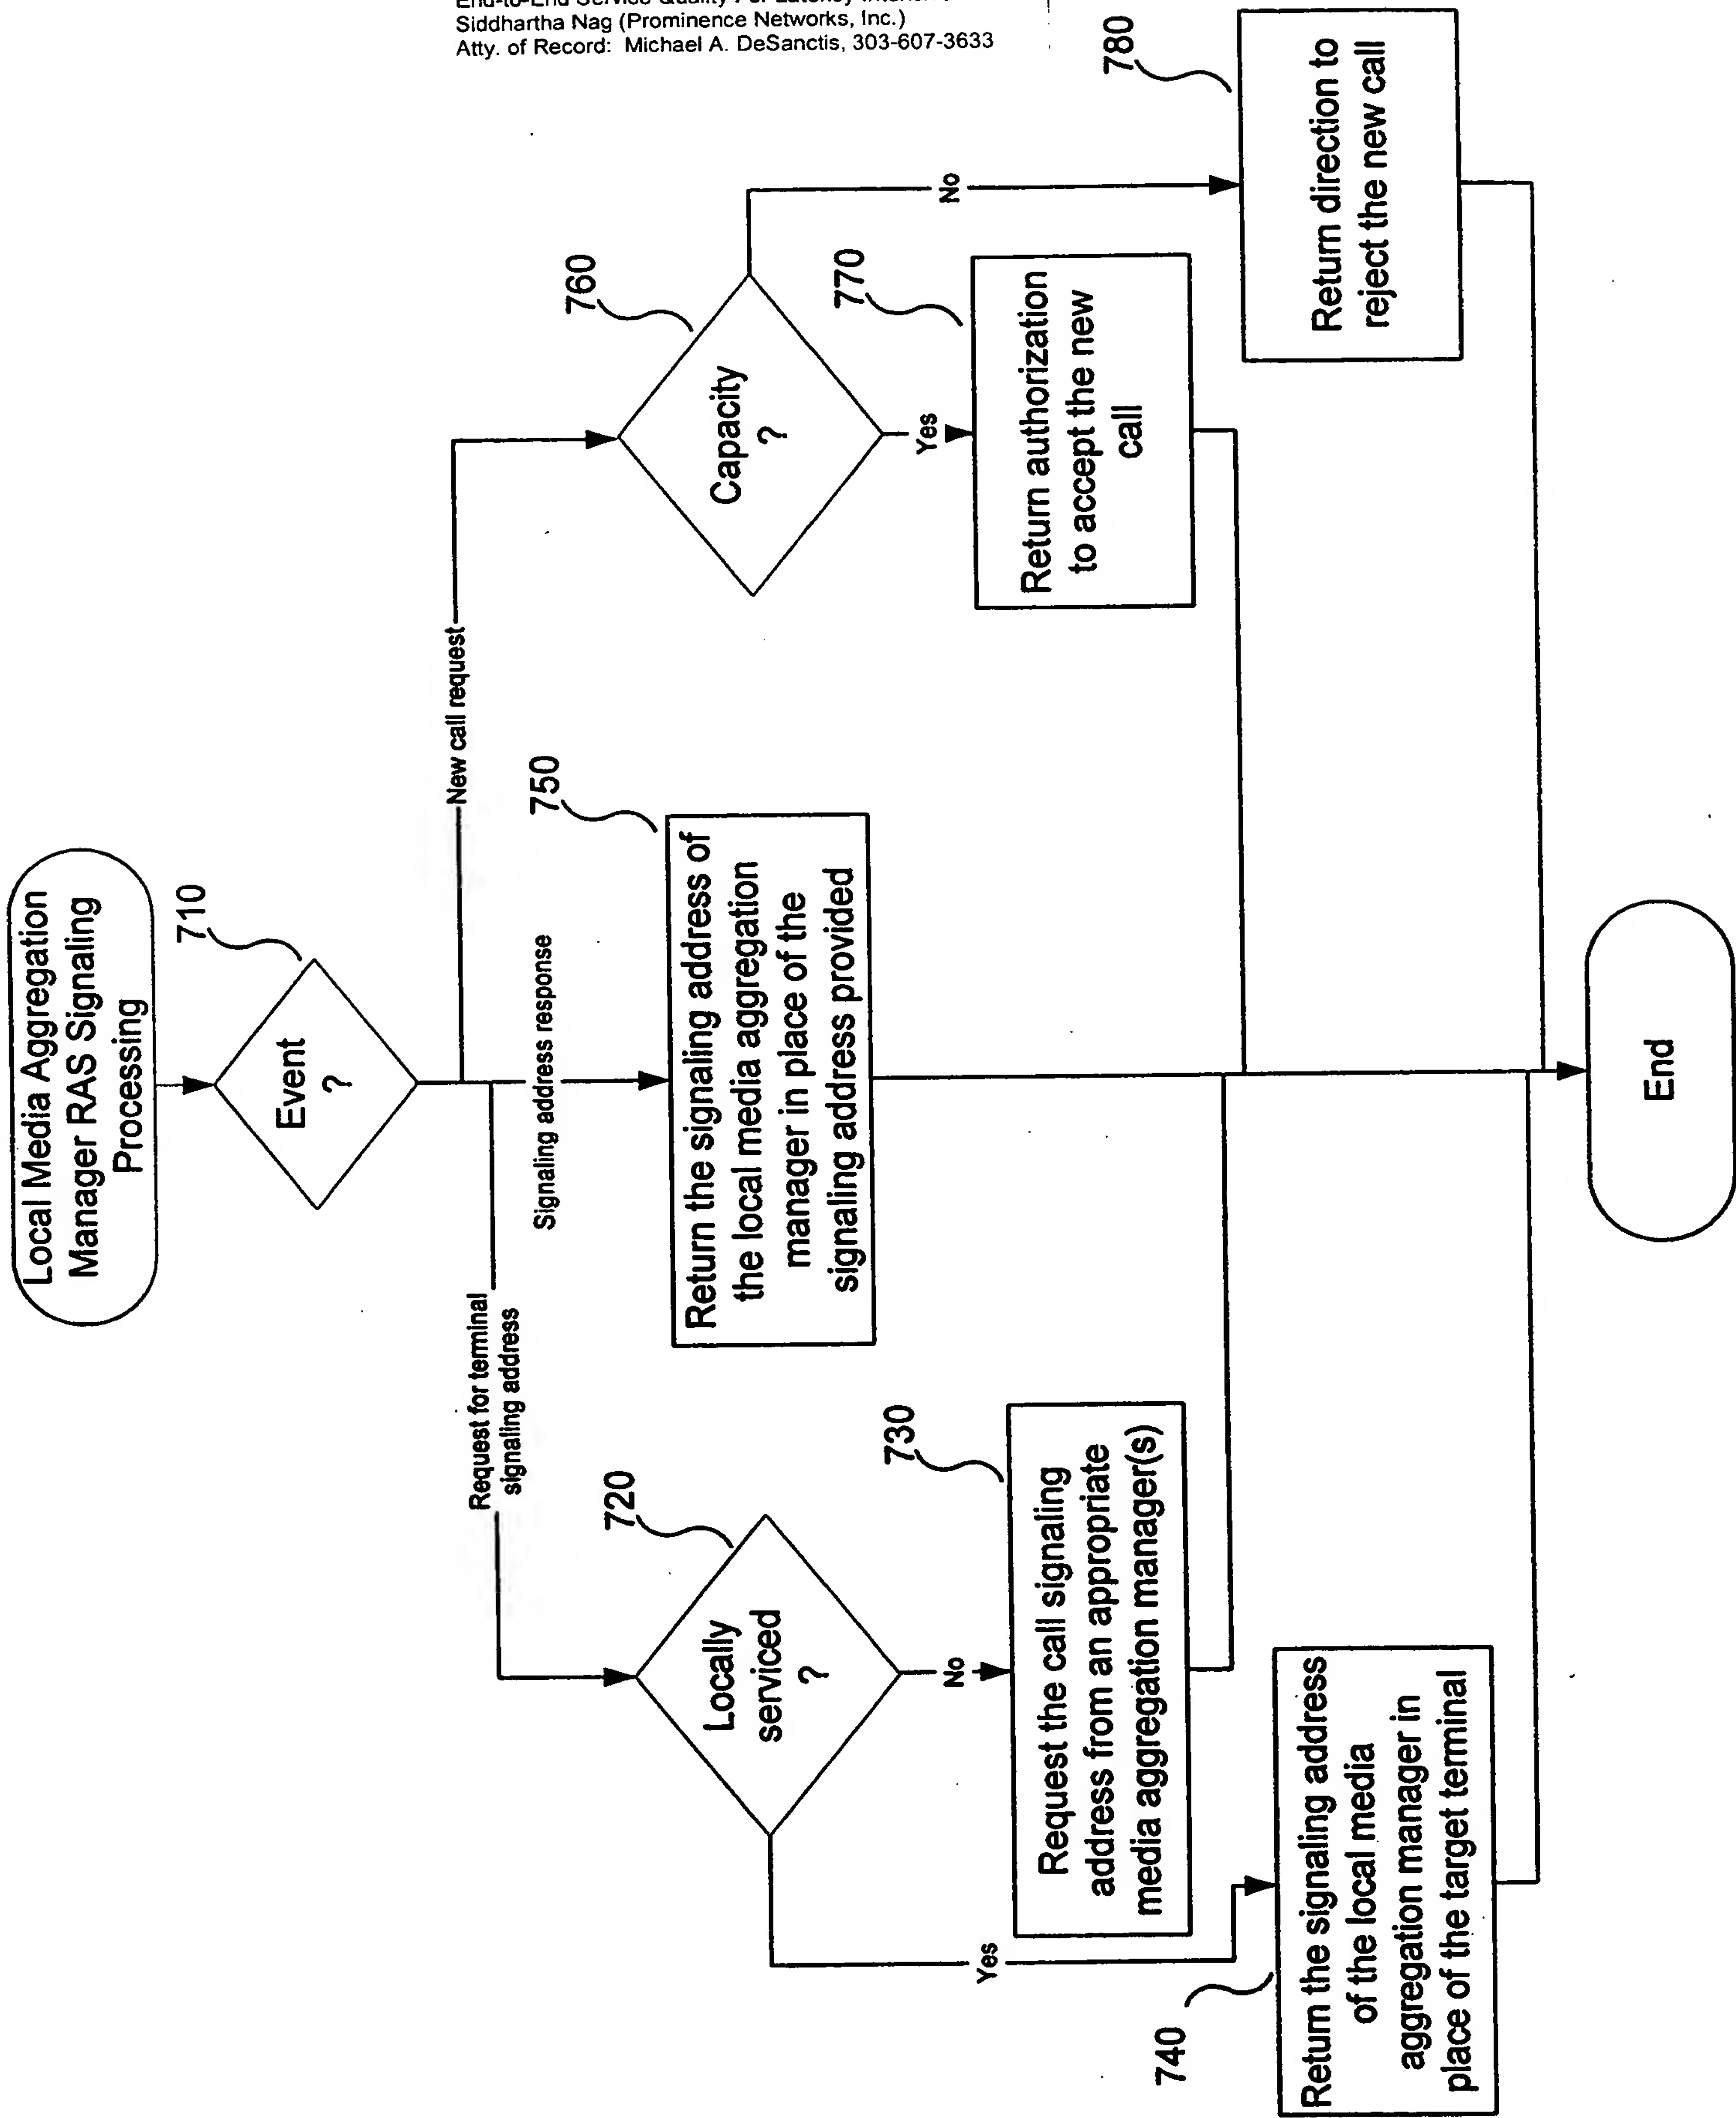 Siddhartha Nag (Prominence Networks, Inc.)
Atty. of Record: Michael A. DeSanctis, 303-607-3633
Local Media Aggregation
Manager RAS Signaling
Processing
710
Event
?
Request for terminal
signaling address
Signaling address response
New call request
720
Locally
serviced
?
No
Yes
730
Request the call signaling
address from an appropriate
media aggregation manager(s)
740
Return the signaling address
of the local media
aggregation manager in
place of the target terminal
750
Return the signaling address of
the local media aggregation
manager in place of the
signaling address provided
760
Capacity
?
Yes
No
770
Return authorization
to accept the new
call
780
Return direction to
reject the new call
End